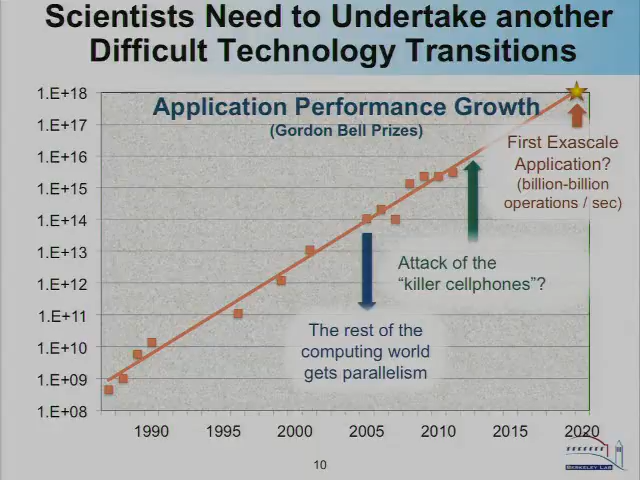 Scientists Need to Undertake another
Difficult Technology Transitions
1.E+18
1.E+17
1.E+16
1.E+15
1.E+14
1.E+13
1.E+12
1.E+11
1.E+10
1.E+09
1.E+08
Application Performance Growth
(Gordon Bell Prizes)
First Exascale
Application?
(billion-billion
operations / sec)
Attack of the
“killer cellphones”?
The rest of the
computing world
gets parallelism
1990 1995 2000 2005 2010 2015 2020
10
BERKELEY LAB